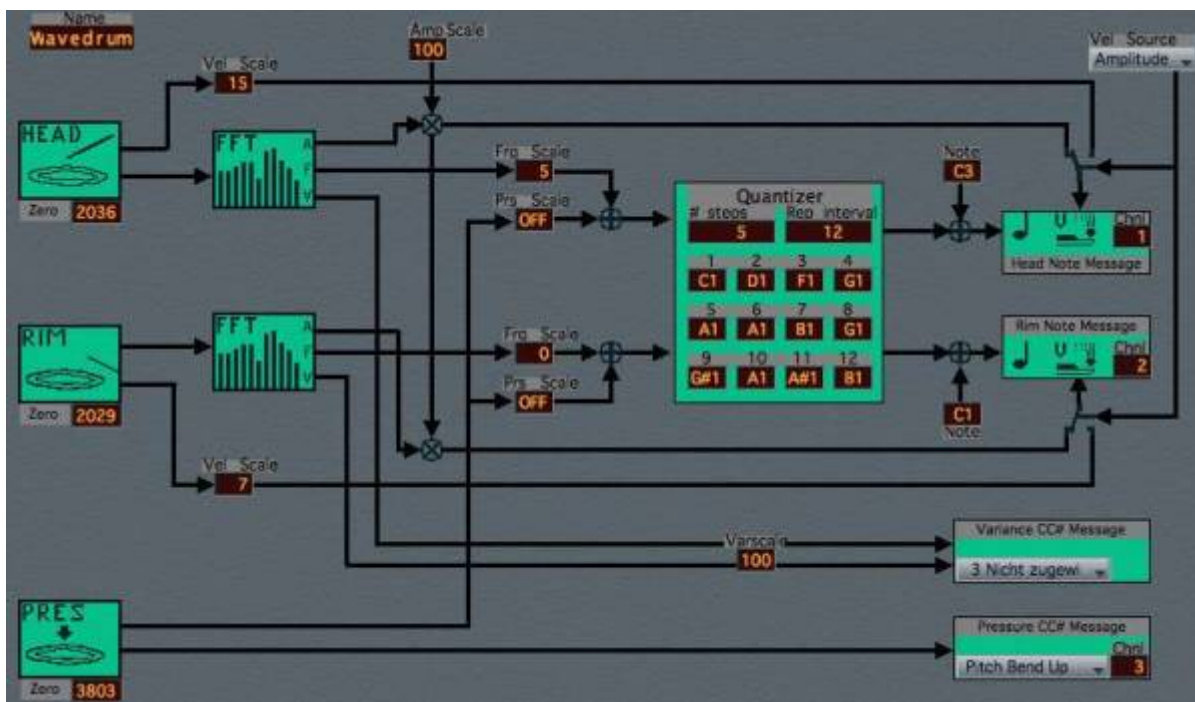 Name
Wavedrum
Amp Scale
100
Vel Source
Amplitude
Vel Scale
15
HEAD
Zero 2036
FFT
A
F
V
Frq Scale
5
Prs Scale
OFF
Quantizer
# steps Rep interval
5 12
1 2 3 4
C1 D1 F1 G1
5 6 7 8
A1 A1 B1 G1
9 10 11 12
G#1 A1 A#1 B1
Note
C3
Chnl
1
Head Note Message
RIM
Zero 2029
FFT
A
F
V
Frq Scale
0
Prs Scale
OFF
C1
Note
Rim Note Message
Chnl
2
Vel Scale
7
Varscale
100
Variance CC# Message
3 Nicht zugewi
PRES
Zero 3803
Pressure CC# Message
Chnl
Pitch Bend Up 3